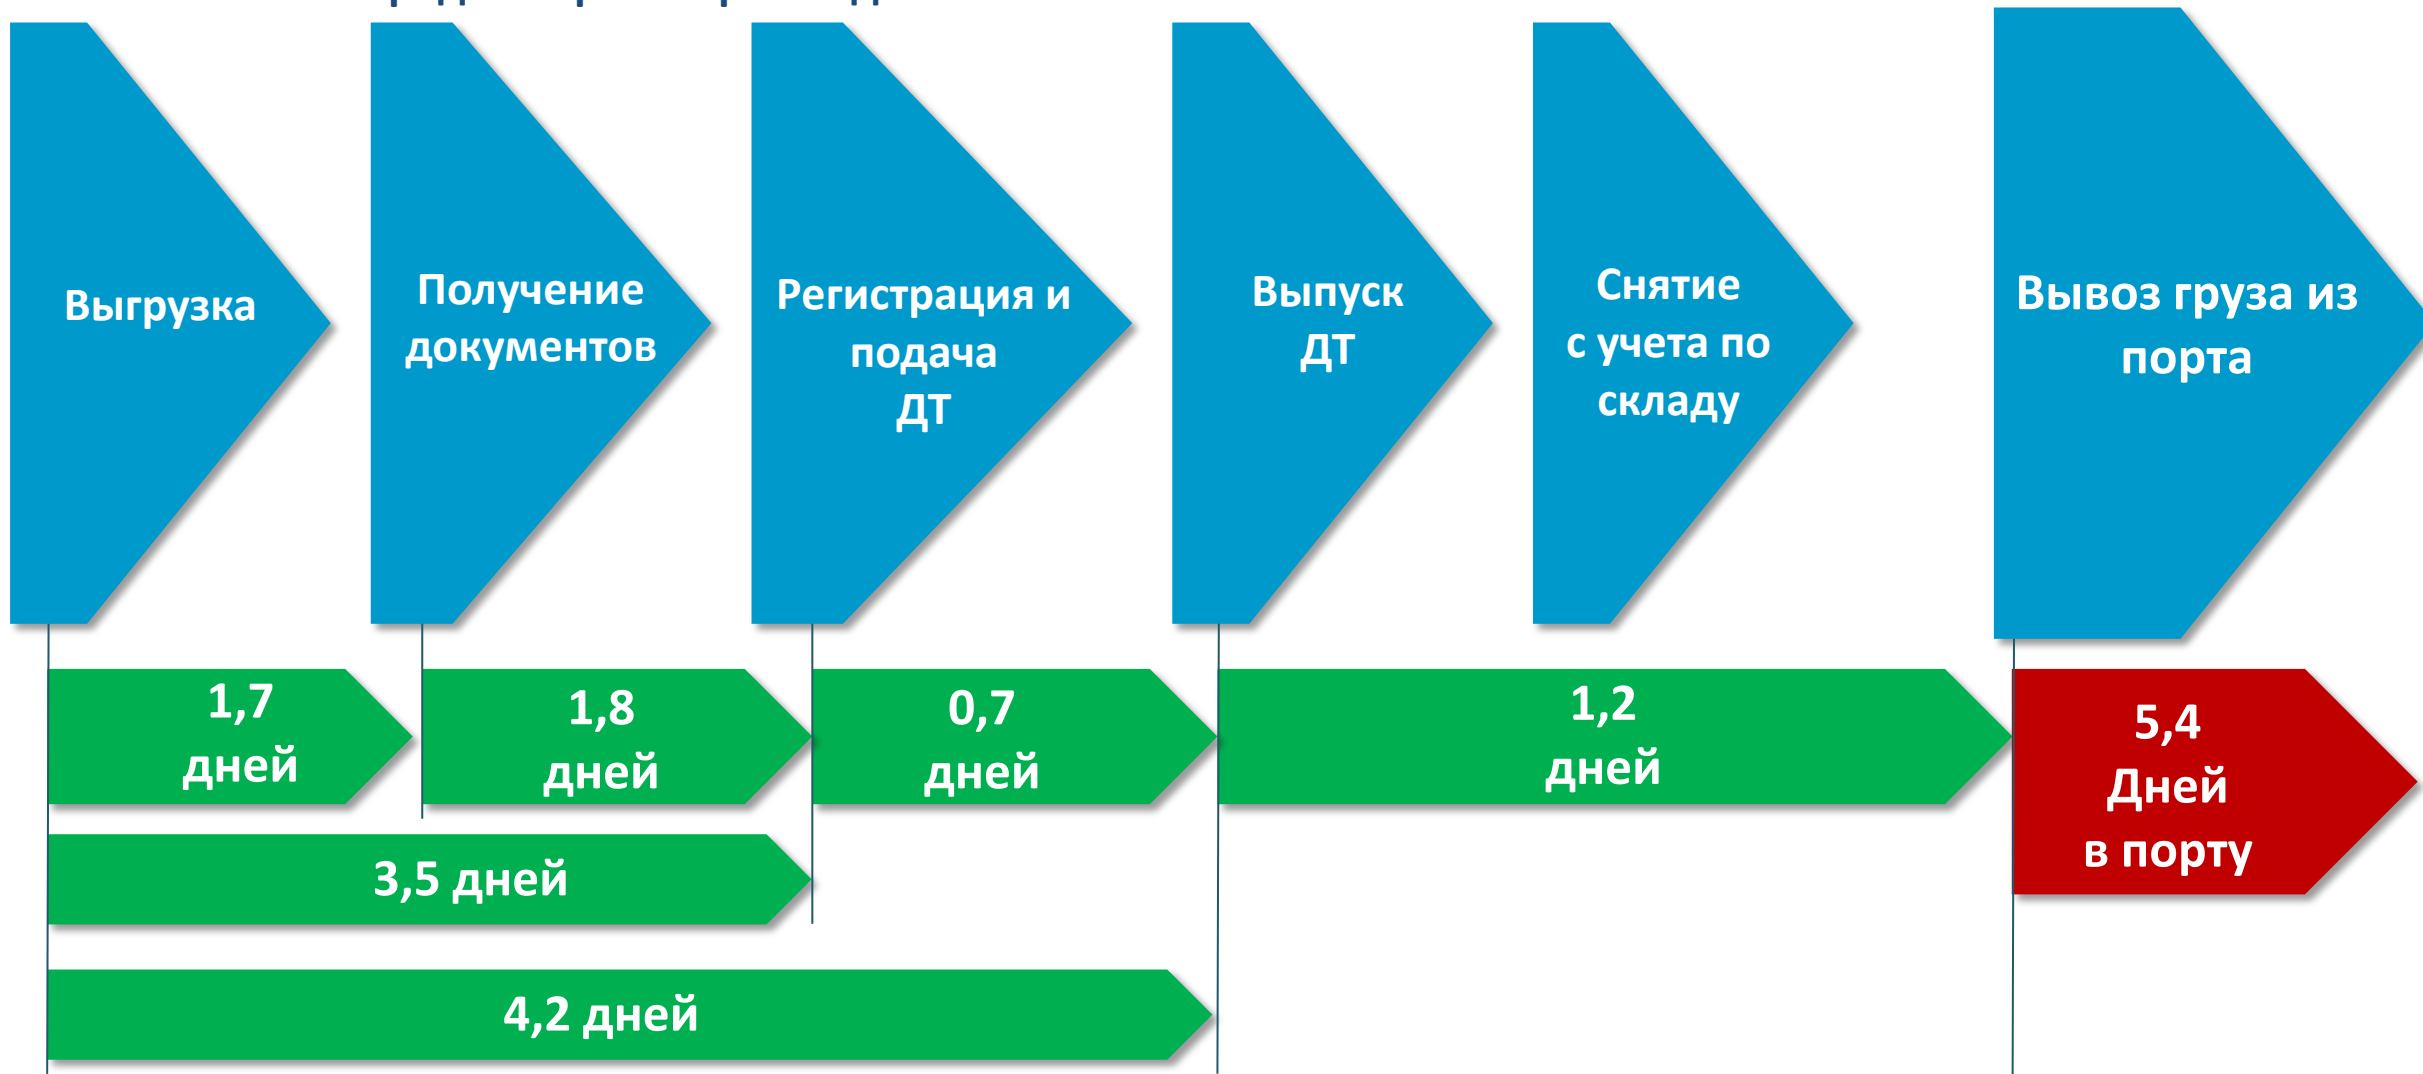 Выгрузка
Получение
документов
Регистрация и
подача
ДТ
Выпуск
ДТ
Снятие
с учета по
складу
Вывоз груза из
порта
1,7
дней
1,8
дней
0,7
дней
1,2
дней
5,4
Дней
в порту
3,5 дней
4,2 дней